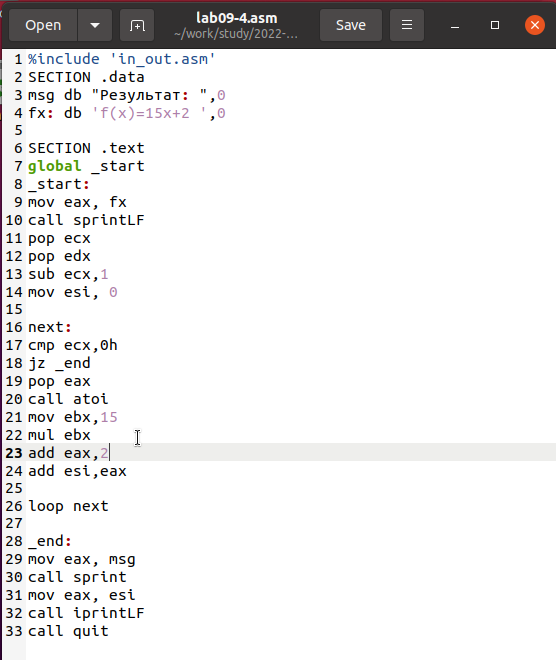 Open
lab09-4.asm
~/work/study/2022-...
Save
1 %include 'in_out.asm'
2 SECTION .data
3 msg db "Результат: ",0
4 fx: db 'f(x)=15x+2 ',0
5
6 SECTION .text
7 global _start
8 _start:
9 mov eax, fx
10 call sprintLF
11 pop ecx
12 pop edx
13 sub ecx,1
14 mov esi, 0
15
16 next:
17 cmp ecx,0h
18 jz _end
19 pop eax
20 call atoi
21 mov ebx,15
22 mul ebx
23 add eax,2
24 add esi,eax
25
26 loop next
27
28 _end:
29 mov eax, msg
30 call sprint
31 mov eax, esi
32 call iprintLF
33 call quit